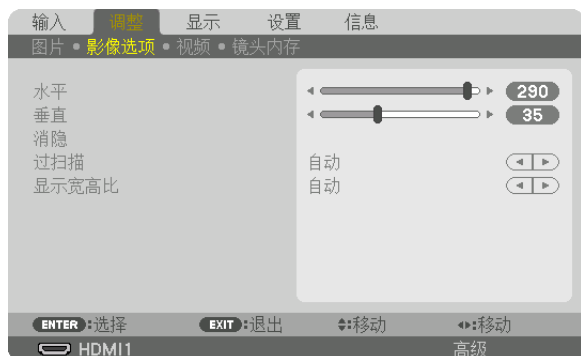 输入 调整 显示 设置 信息
图片 • 影像选项 • 视频 • 镜头内存
水平 290
垂直 35
消隐
过扫描 自动
显示宽高比 自动
ENTER:选择 EXIT:退出 :移动 :移动
HDMI1 高级